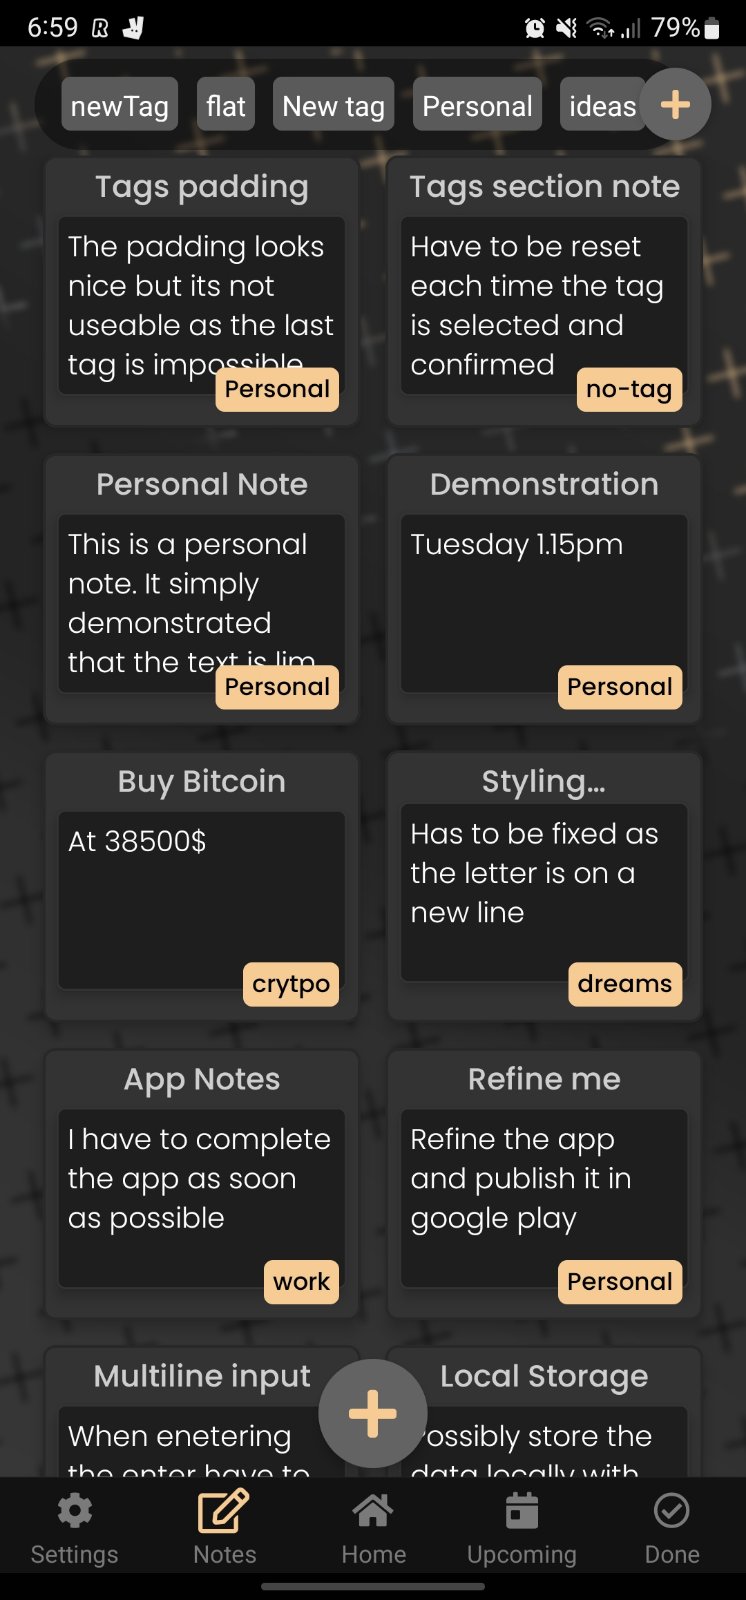 6:59
79%
newTag flat New tag Personal ideas
Tags padding
The padding looks
nice but its not
useable as the last
tag is impossible
Personal
Tags section note
Have to be reset
each time the tag
is selected and
confirmed
no-tag
Personal Note
This is a personal
note. It simply
demonstrated
that the text is lim
Personal
Demonstration
Tuesday 1.15pm
Personal
Buy Bitcoin
At 38500$
crytpo
Styling...
Has to be fixed as
the letter is on a
new line
dreams
App Notes
I have to complete
the app as soon
as possible
work
Refine me
Refine the app
and publish it in
google play
Personal
Multiline input
When enetering
the enter have to
Local Storage
Possibly store the
data locally with
Settings Notes Home Upcoming Done